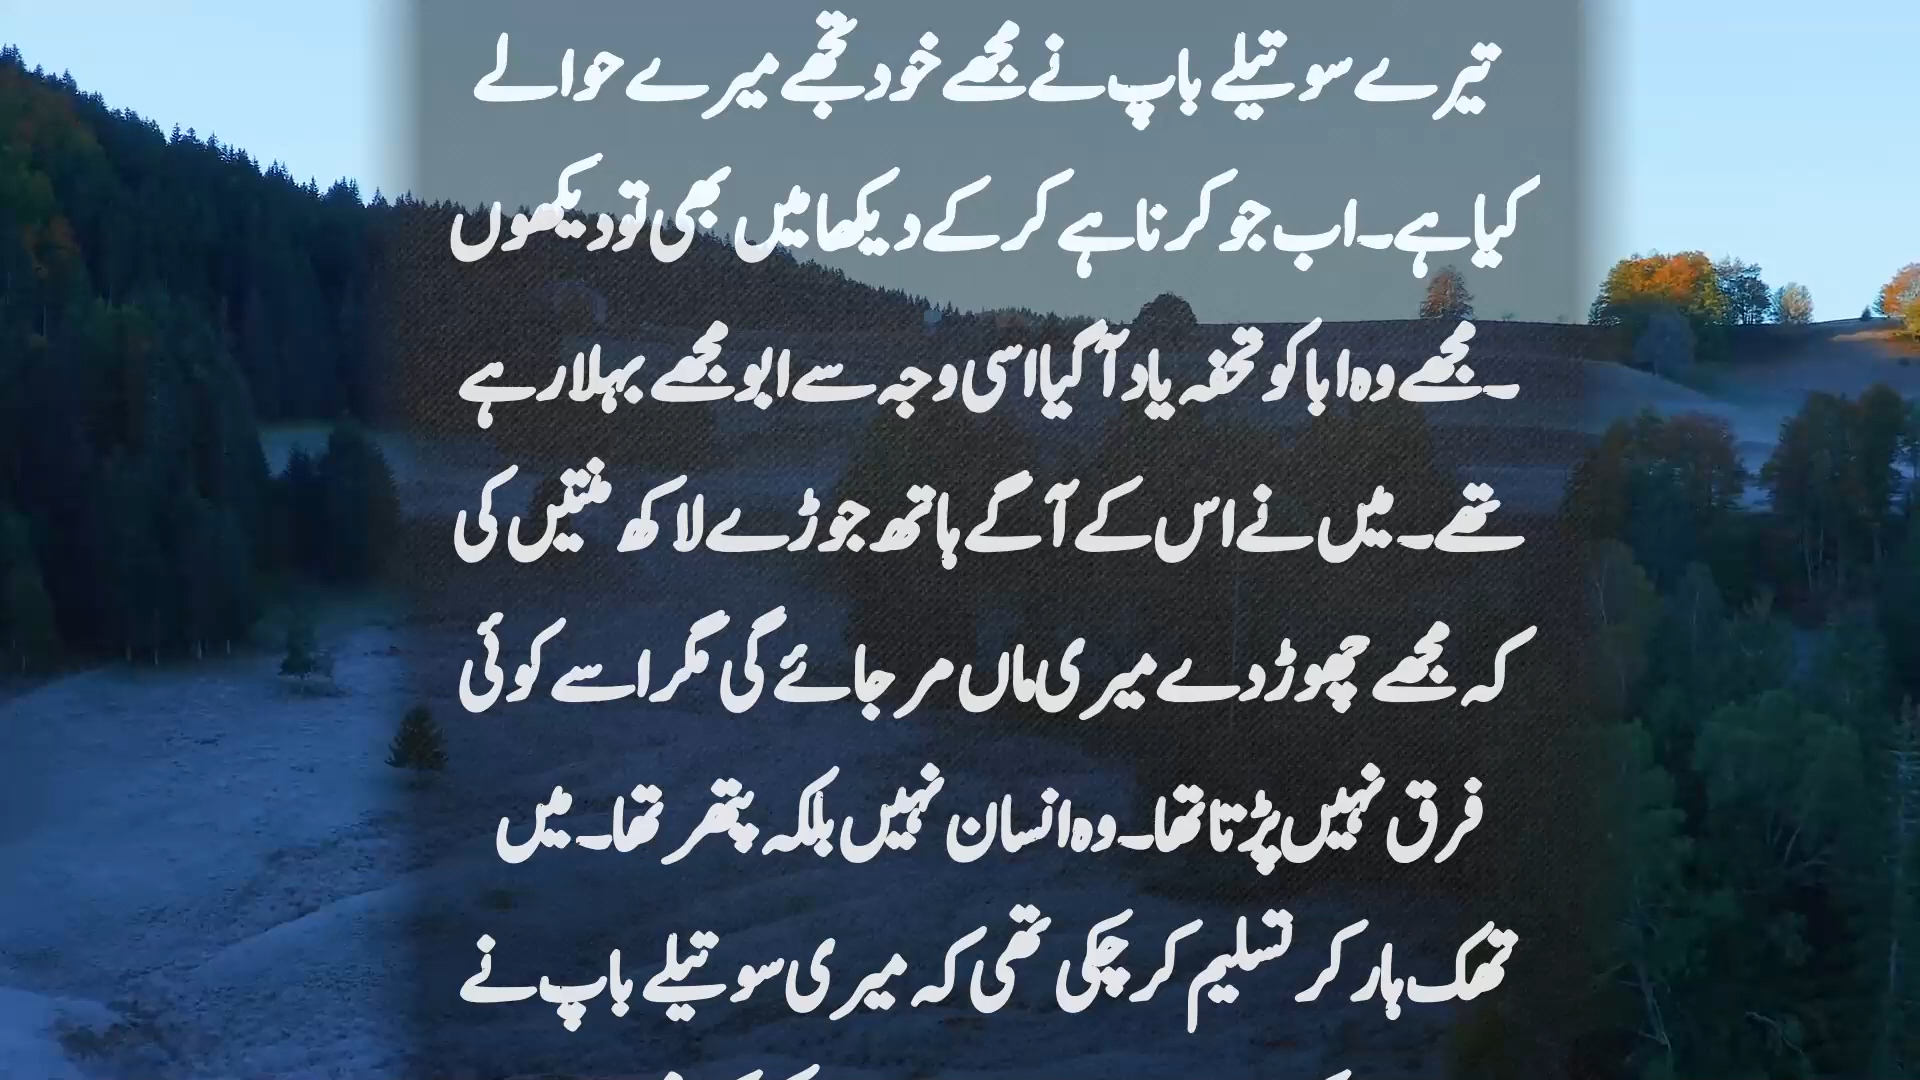 تیرے سوتیلے باپ نے مجھے خود تجھے میرے حوالے
کیا ہے۔اب جو کرنا ہے کر کے دیکھا میں بھی تو دیکھوں
۔مجھے وہ ابا کو تحفہ یاد آ گیا اسی وجہ سے ابو مجھے بہلا رہے
تھے۔میں نے اس کے آگے ہاتھ جوڑے لاکھ منتیں کی
کہ مجھے چھوڑ دے میری ماں مر جائے گی مگر اسے کوئی
فرق نہیں پڑتا تھا۔وہ انسان نہیں بلکہ پتھر تھا۔میں
تھک ہار کر تسلیم کر چکی تھی کہ میری سوتیلے باپ نے